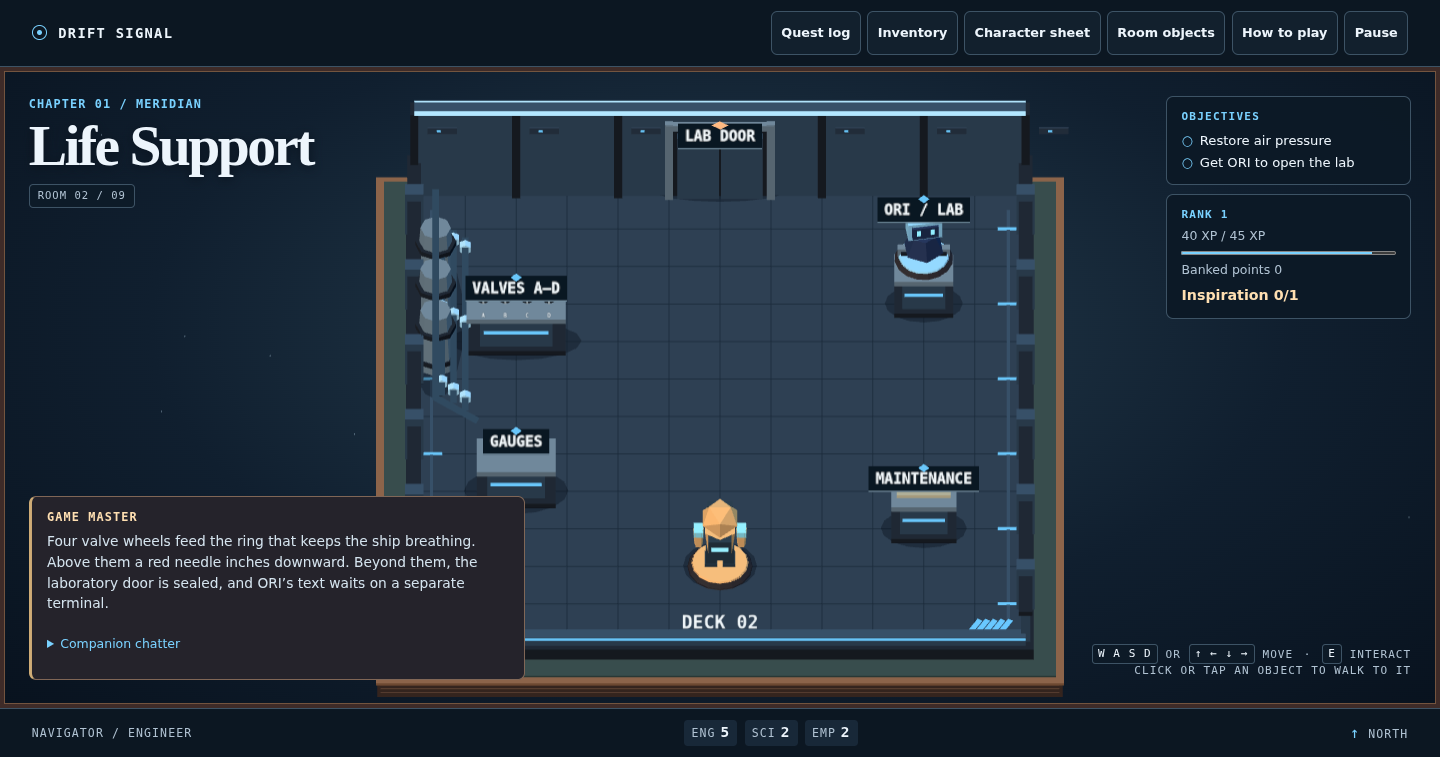 DRIFT SIGNAL
Quest log
Inventory
Character sheet
Room objects
How to play
Pause
CHAPTER 01 / MERIDIAN
Life Support
ROOM 02 / 09
LAB DOOR
ORI / LAB
VALVES A–D
A B C D
GAUGES
MAINTENANCE
DECK 02
OBJECTIVES
○ Restore air pressure
○ Get ORI to open the lab
RANK 1
40 XP / 45 XP
Banked points 0
Inspiration 0/1
GAME MASTER
Four valve wheels feed the ring that keeps the ship breathing.
Above them a red needle inches downward. Beyond them, the
laboratory door is sealed, and ORI’s text waits on a separate
terminal.
▶ Companion chatter
W A S D OR ↑ ← ↓ → MOVE · E INTERACT
CLICK OR TAP AN OBJECT TO WALK TO IT
NAVIGATOR / ENGINEER
ENG 5
SCI 2
EMP 2
↑ NORTH